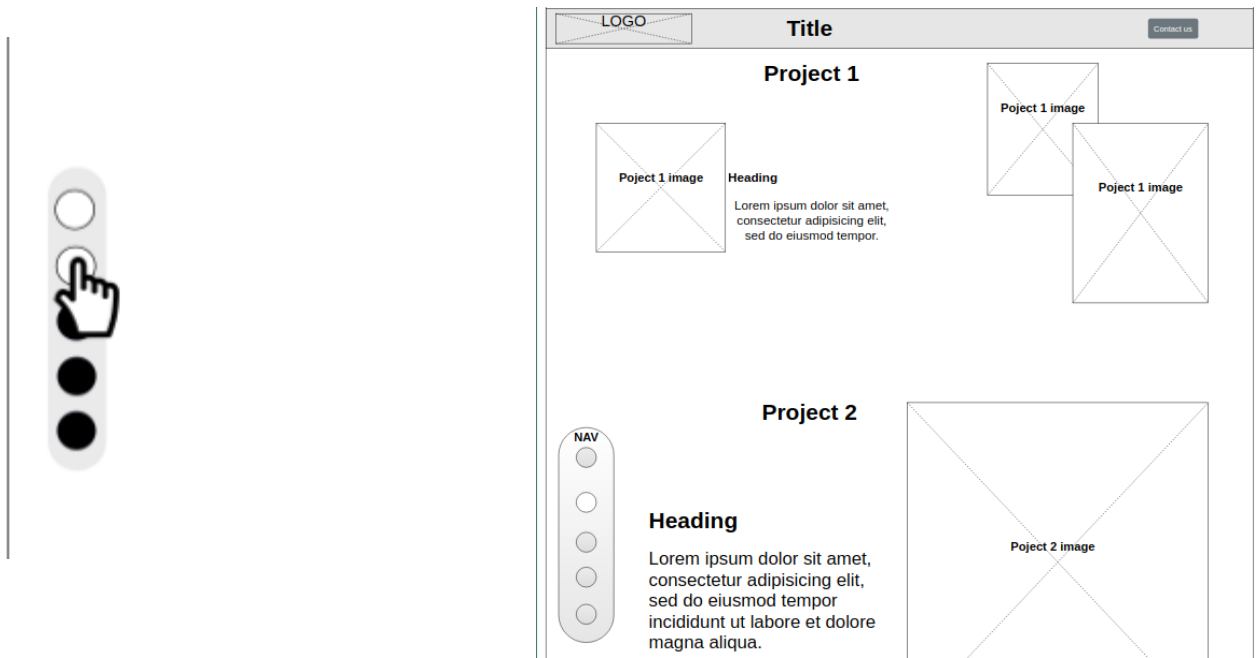 LOGO
Title
Contact us
Project 1
Poject 1 image
Poject 1 image
Heading
Lorem ipsum dolor sit amet,
consectetur adipisicing elit,
sed do eiusmod tempor.
Poject 1 image
Project 2
NAV
Heading
Lorem ipsum dolor sit amet,
consectetur adipisicing elit,
sed do eiusmod tempor
incididunt ut labore et dolore
magna aliqua.
Poject 2 image